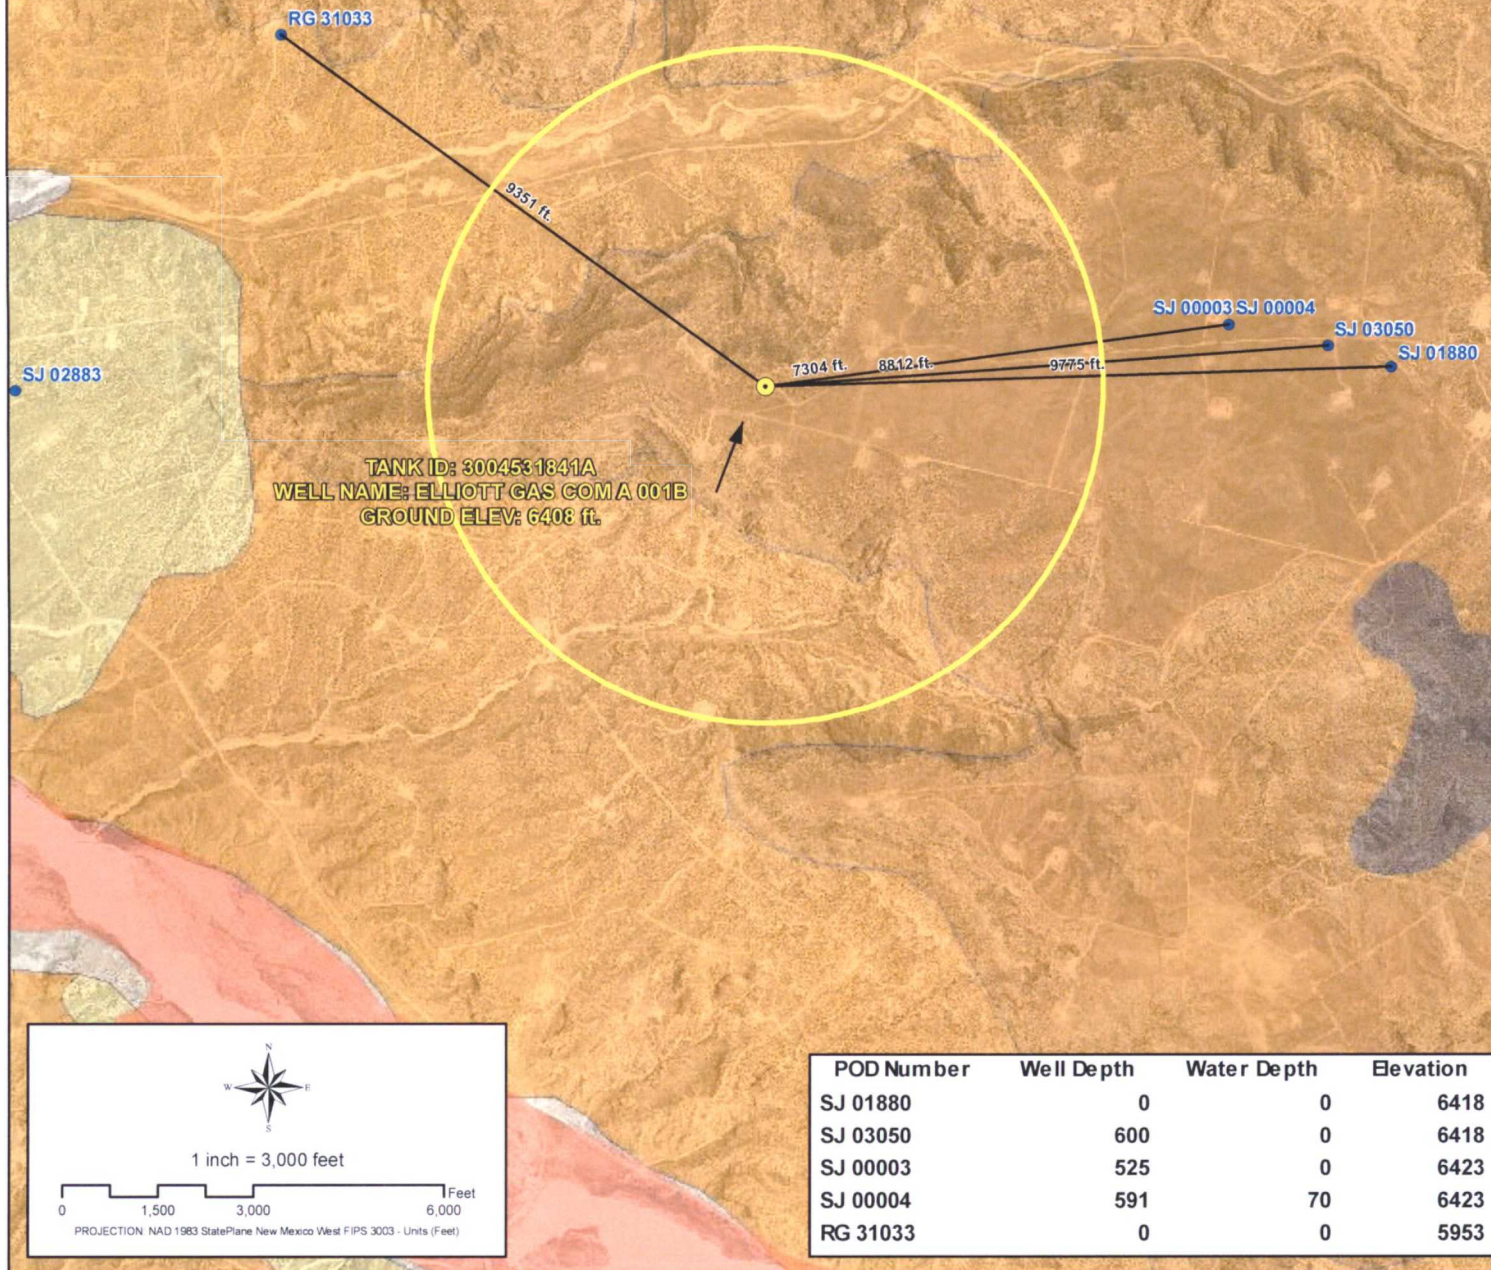 RG 31033
9351 ft.
SJ 00003 SJ 00004
SJ 03050
SJ 01880
7304 ft. 8812 ft. 9775 ft.
SJ 02883
TANK ID: 3004531841A
WELL NAME: ELLIOTT GAS COM A 001B
GROUND ELEV: 6408 ft.
N
W E
S
1 inch = 3,000 feet
Feet
0 1,500 3,000 6,000
PROJECTION: NAD 1983 StatePlane New Mexico West FIPS 3003 - Units (Feet)
POD Number Well Depth Water Depth Elevation
SJ 01880 0 0 6418
SJ 03050 600 0 6418
SJ 00003 525 0 6423
SJ 00004 591 70 6423
RG 31033 0 0 5953